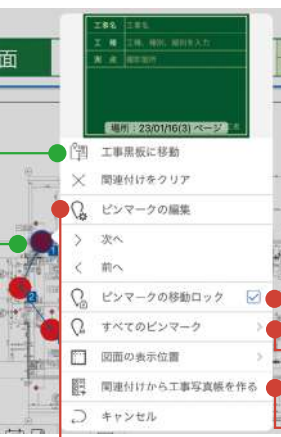 面
工事名 工事名
工 種 工種、種別、細別を入力
測 点 撮影箇所
場所：23/01/16(3) ページ
工事黒板に移動
関連付けをクリア
ピンマークの編集
1
次へ
前へ
2
ピンマークの移動ロック
すべてのピンマーク
図面の表示位置
関連付けから工事写真帳を作る
キャンセル